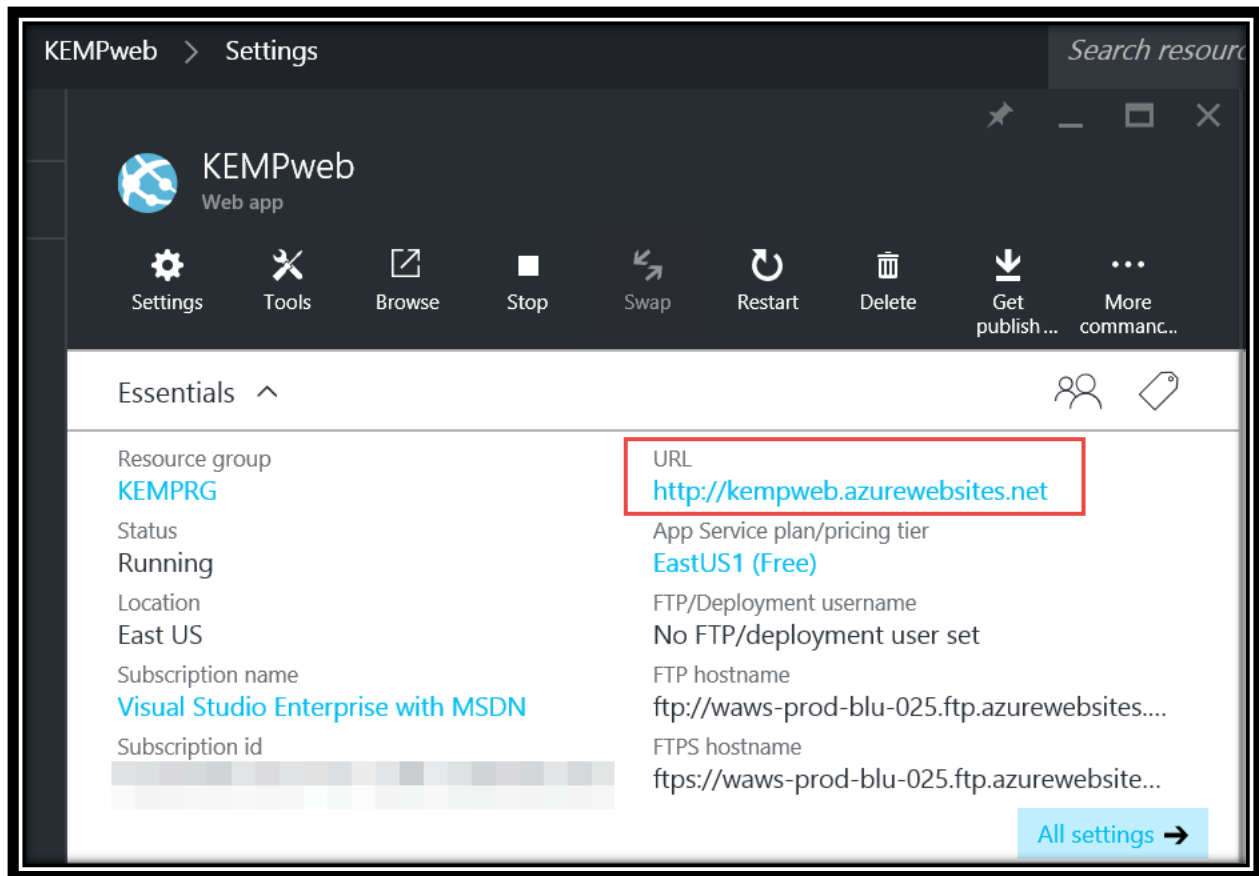 KEMPweb > Settings
Search resourc
KEMPweb
Web app
Settings
Tools
Browse
Stop
Swap
Restart
Delete
Get
publish ...
More
commanc...
Essentials
Resource group
KEMPRG
Status
Running
Location
East US
Subscription name
Visual Studio Enterprise with MSDN
Subscription id
URL
http://kempweb.azurewebsites.net
App Service plan/pricing tier
EastUS1 (Free)
FTP/Deployment username
No FTP/deployment user set
FTP hostname
ftp://waws-prod-blu-025.ftp.azurewebsites....
FTPS hostname
ftps://waws-prod-blu-025.ftp.azurewebsite...
All settings